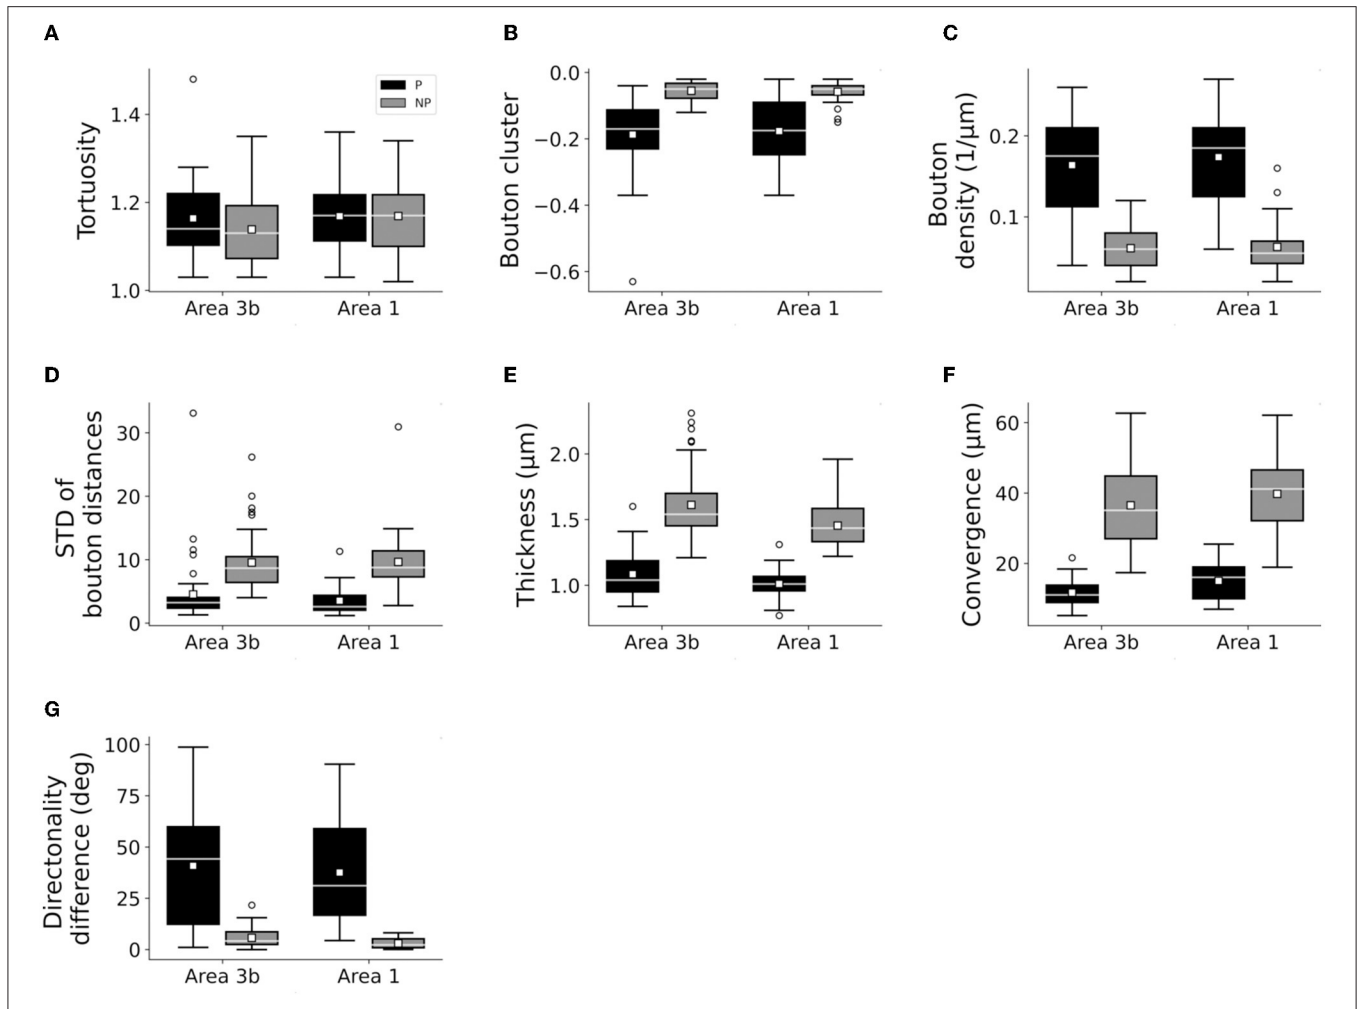 A
Tortuosity
1.4
1.2
1.0
P
NP
Area 3b
Area 1
B
Bouton cluster
0.0
−0.2
−0.4
−0.6
Area 3b
Area 1
C
Bouton
density (1/μm)
0.2
0.1
Area 3b
Area 1
D
STD of
bouton distances
30
20
10
0
Area 3b
Area 1
E
Thickness (μm)
2.0
1.5
1.0
Area 3b
Area 1
F
Convergence (μm)
60
40
20
Area 3b
Area 1
G
Directonality
difference (deg)
100
75
50
25
0
Area 3b
Area 1